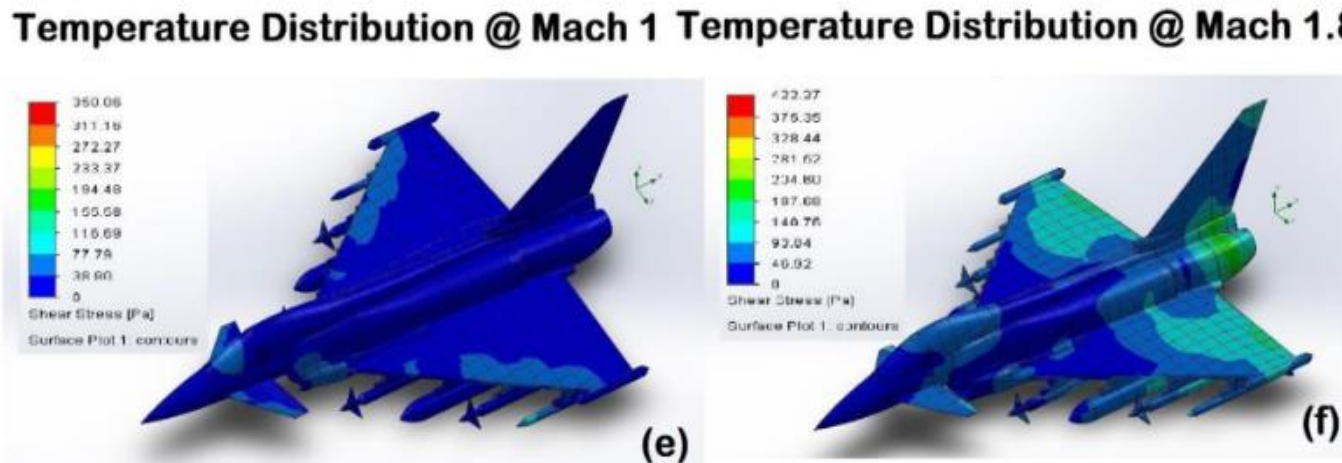 Temperature Distribution @ Mach 1
Temperature Distribution @ Mach 1.8
350.06
311.16
272.27
233.37
194.48
155.58
116.69
77.79
38.90
0
Shear Stress [Pa]
Surface Plot 1: contours
(e)
422.27
375.35
328.44
281.52
234.60
187.68
140.76
93.84
46.92
0
Shear Stress [Pa]
Surface Plot 1: contours
(f)